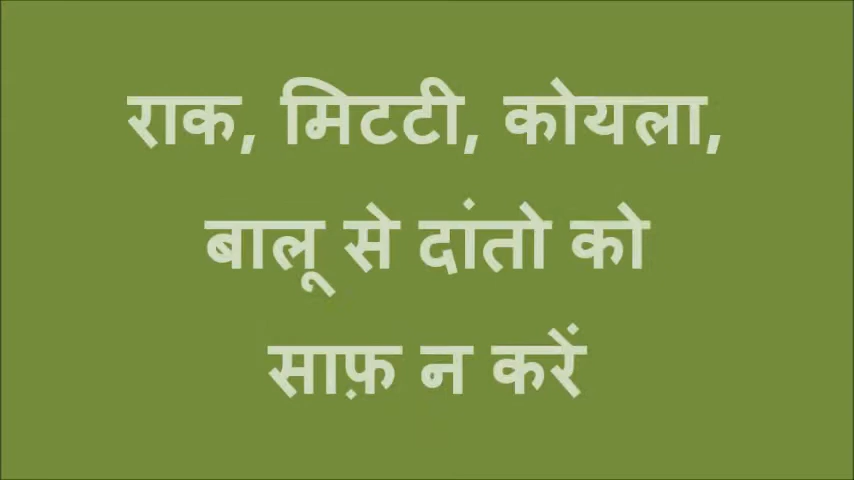 राक, मिटटी, कोयला,
बालू से दांतो को
साफ़ न करें